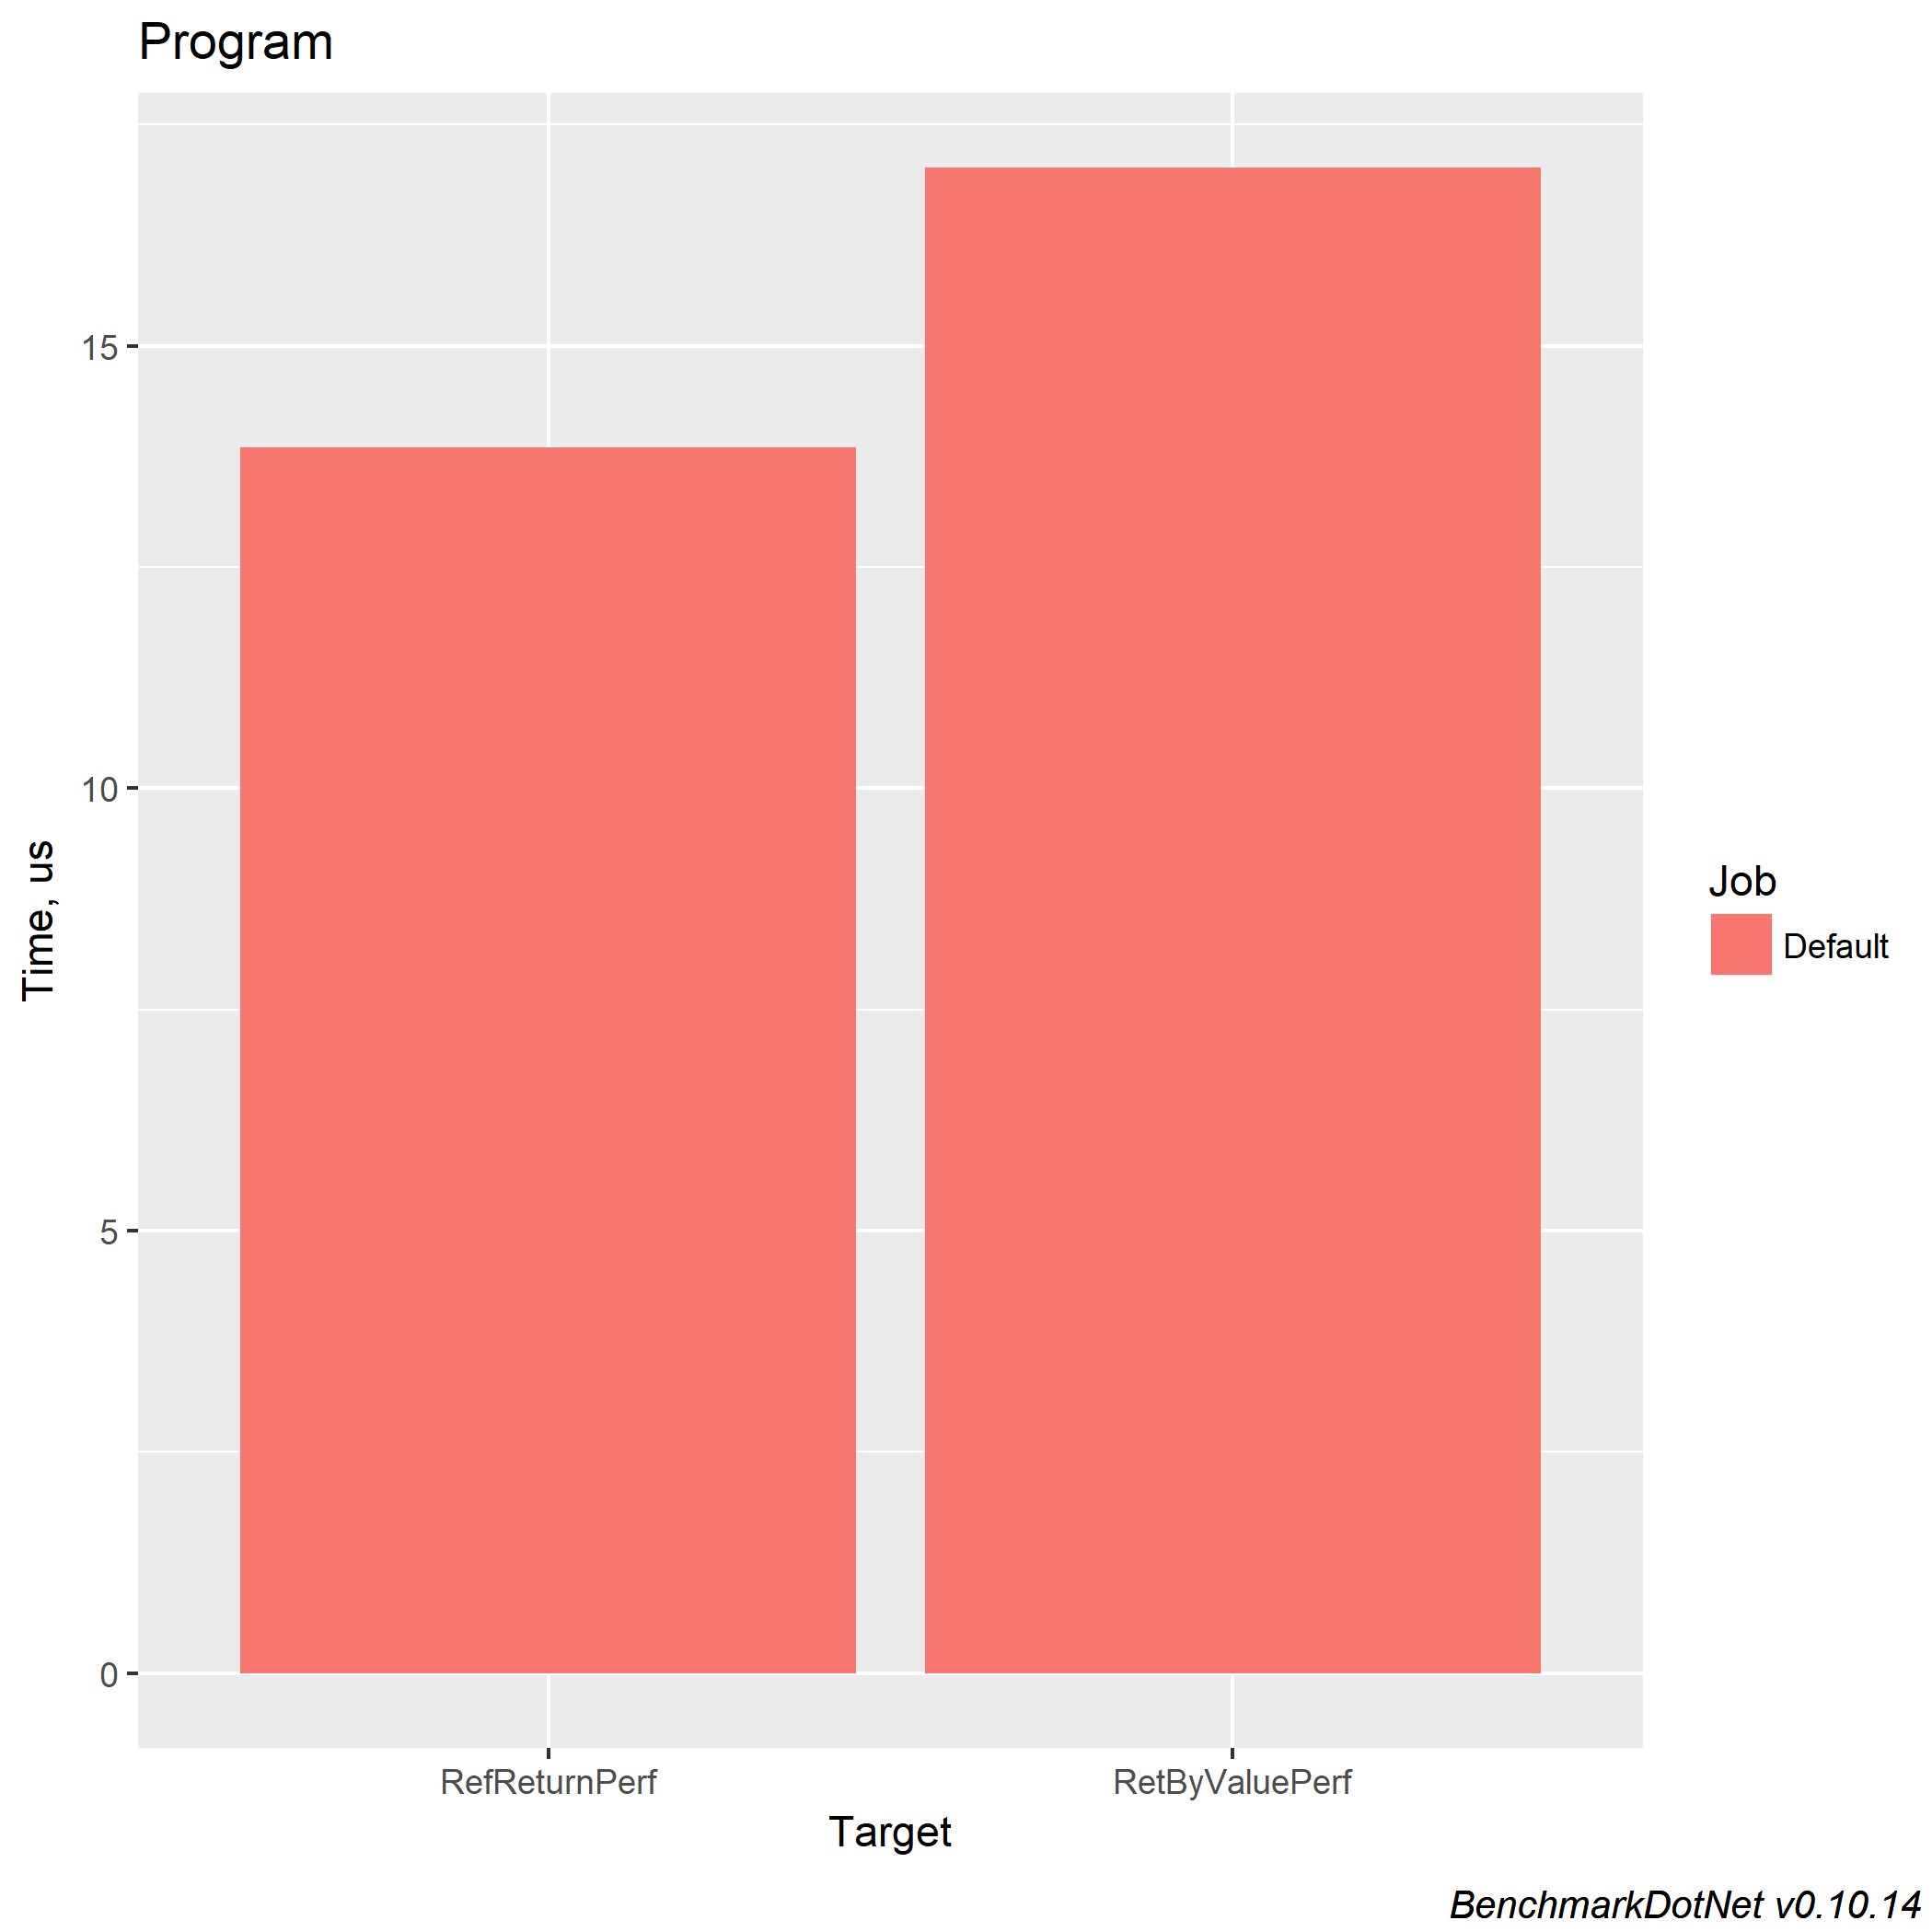 Program
15
10
5
0
Time, us
RefReturnPerf
RetByValuePerf
Target
Job
Default
BenchmarkDotNet v0.10.14